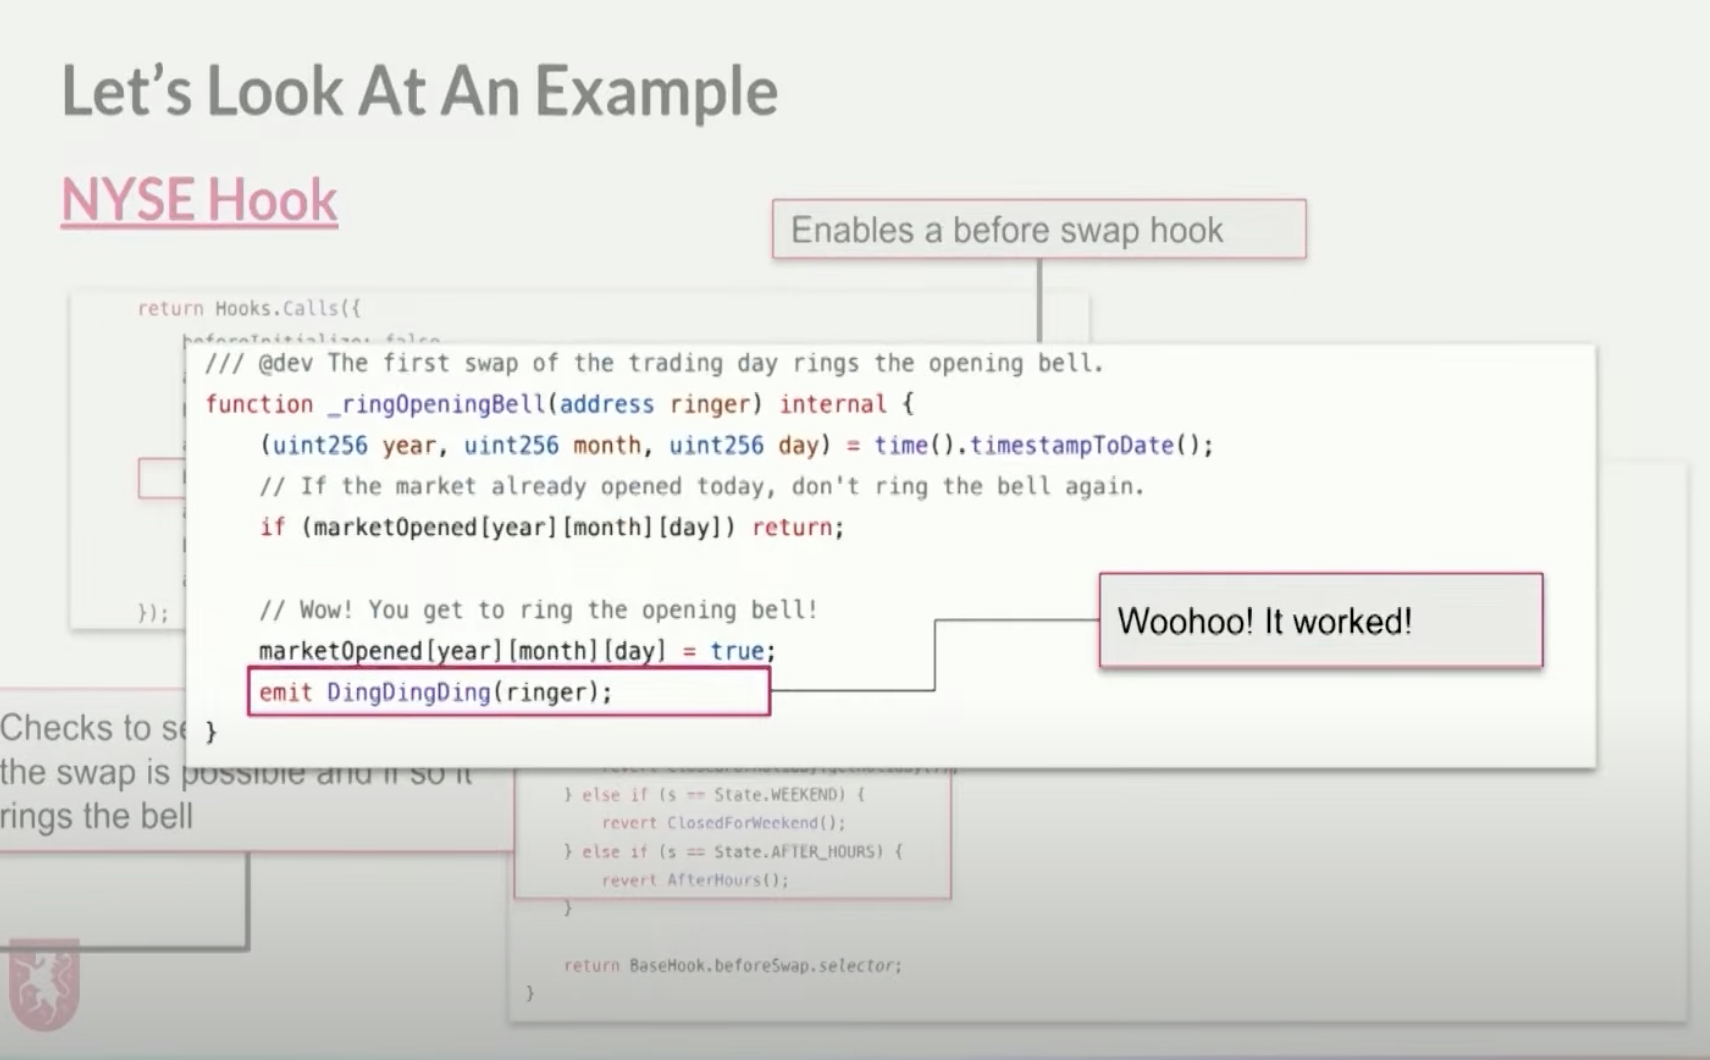 Let's Look At An Example
NYSE Hook
Enables a before swap hook
return Hooks.Calls({
beforeInitialize: false
});
/// @dev The first swap of the trading day rings the opening bell.
function _ringOpeningBell(address ringer) internal {
(uint256 year, uint256 month, uint256 day) = time().timestampToDate();
// If the market already opened today, don't ring the bell again.
if (marketOpened[year][month][day]) return;
// Wow! You get to ring the opening bell!
marketOpened[year][month][day] = true;
emit DingDingDing(ringer);
}
Woohoo! It worked!
Checks to se
the swap is possible and if so it
rings the bell
} else if (s == State.WEEKEND) {
revert ClosedForWeekend();
} else if (s == State.AFTER_HOURS) {
revert AfterHours();
}
return BaseHook.beforeSwap.selector;
}